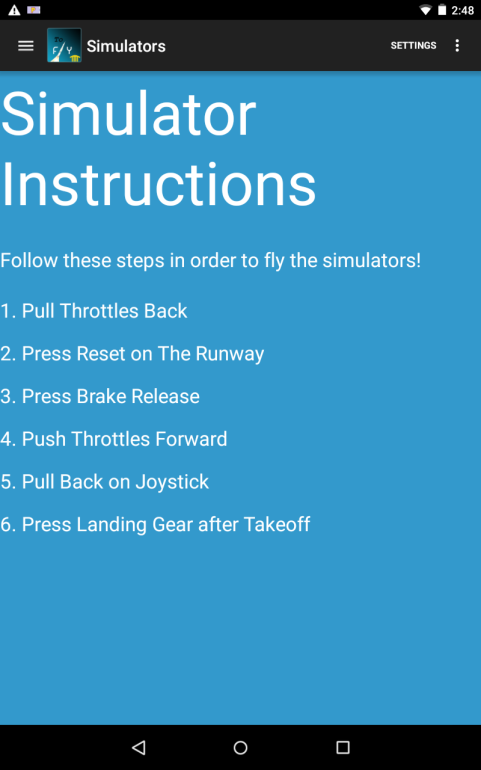 2:48
Simulators
SETTINGS
Simulator
Instructions
Follow these steps in order to fly the simulators!
1. Pull Throttles Back
2. Press Reset on The Runway
3. Press Brake Release
4. Push Throttles Forward
5. Pull Back on Joystick
6. Press Landing Gear after Takeoff